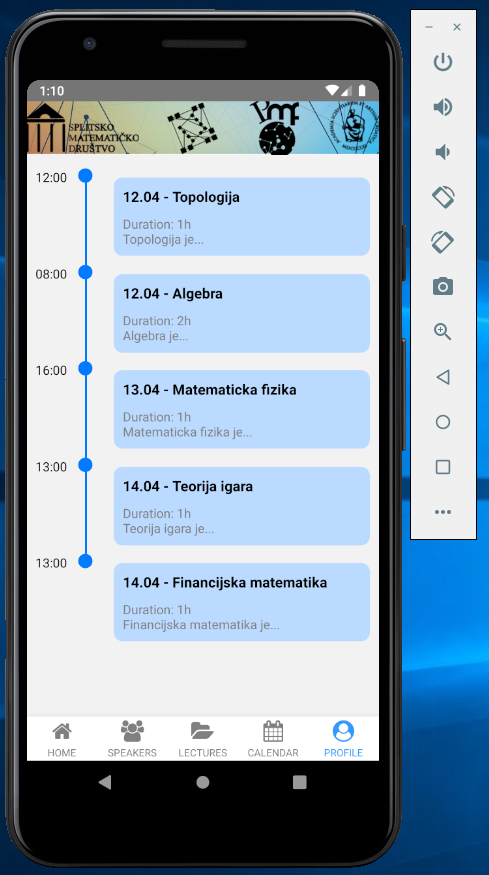 1:10
SPLITSKO
MATEMATIČKO
DRUŠTVO
Pmf
12:00
12.04 - Topologija
Duration: 1h
Topologija je...
08:00
12.04 - Algebra
Duration: 2h
Algebra je...
16:00
13.04 - Matematicka fizika
Duration: 1h
Matematicka fizika je...
13:00
14.04 - Teorija igara
Duration: 1h
Teorija igara je...
13:00
14.04 - Financijska matematika
Duration: 1h
Financijska matematika je...
HOME
SPEAKERS
LECTURES
CALENDAR
PROFILE